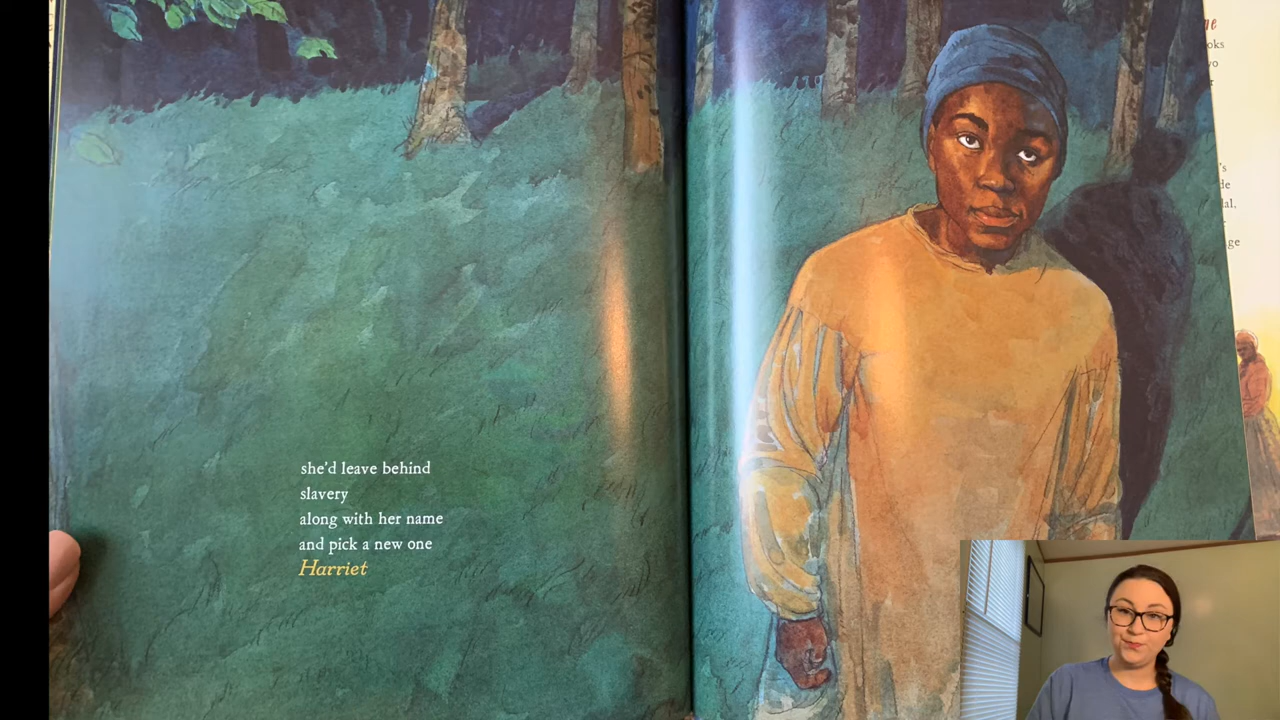 she'd leave behind
slavery
along with her name
and pick a new one
Harriet